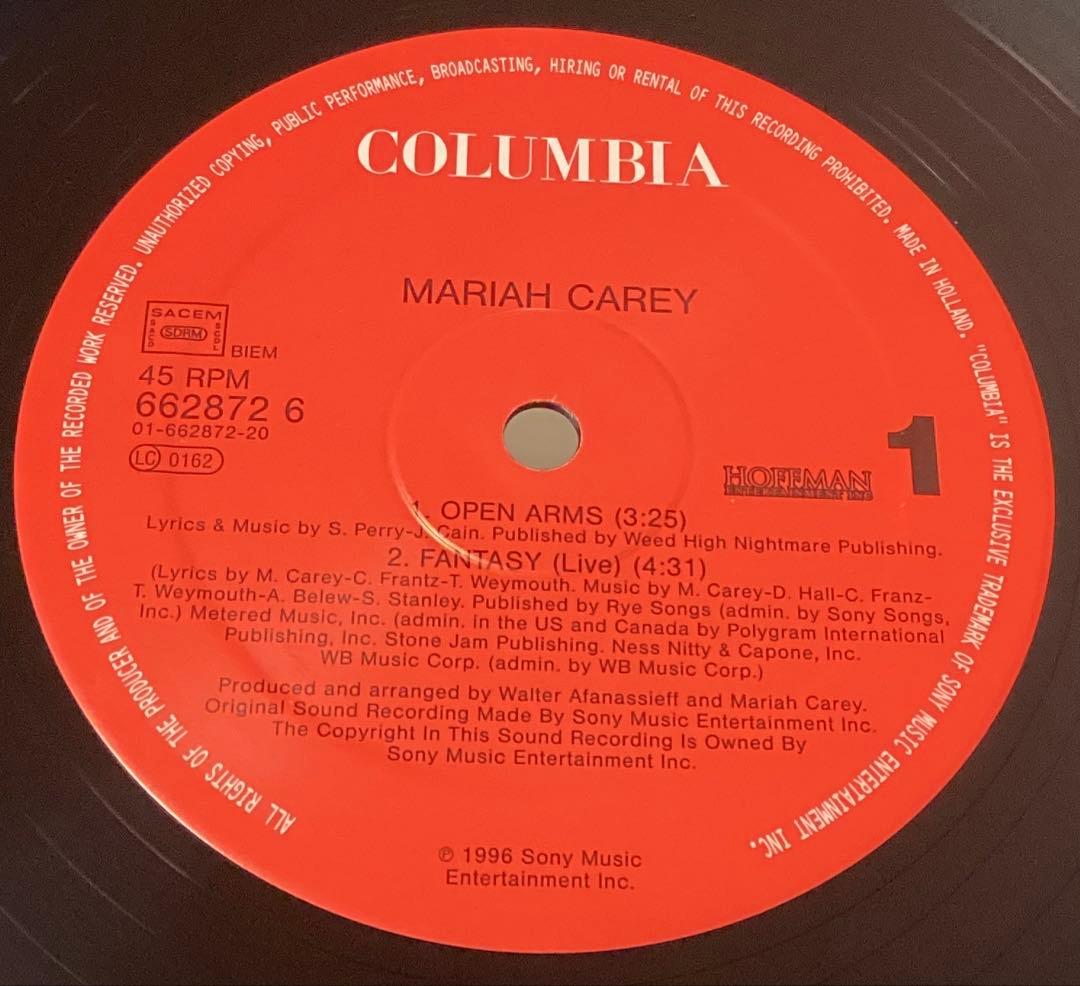 ALL RIGHTS OF THE PRODUCER AND OF THE OWNER OF THE RECORDED WORK RESERVED. UNAUTHORIZED COPYING, PUBLIC PERFORMANCE, BROADCASTING, HIRING OR RENTAL OF THIS RECORDING PROHIBITED. MADE IN HOLLAND. "COLUMBIA" IS THE EXCLUSIVE TRADEMARK OF SONY MUSIC ENTERTAINMENT INC.
COLUMBIA
MARIAH CAREY
SACEM
SACD SDRM SCDL
BIEM
45 RPM
662872 6
01-662872-20
LC 0162
1
HOFFMAN
ENTERTAINMENT INC
1. OPEN ARMS (3:25)
Lyrics & Music by S. Perry-J. Cain. Published by Weed High Nightmare Publishing.
2. FANTASY (Live) (4:31)
(Lyrics by M. Carey-C. Frantz-T. Weymouth. Music by M. Carey-D. Hall-C. Franz-
T. Weymouth-A. Belew-S. Stanley. Published by Rye Songs (admin. by Sony Songs,
Inc.) Metered Music, Inc. (admin. in the US and Canada by Polygram International
Publishing, Inc. Stone Jam Publishing. Ness Nitty & Capone, Inc.
WB Music Corp. (admin. by WB Music Corp.)
Produced and arranged by Walter Afanassieff and Mariah Carey.
Original Sound Recording Made By Sony Music Entertainment Inc.
The Copyright In This Sound Recording Is Owned By
Sony Music Entertainment Inc.
℗ 1996 Sony Music
Entertainment Inc.